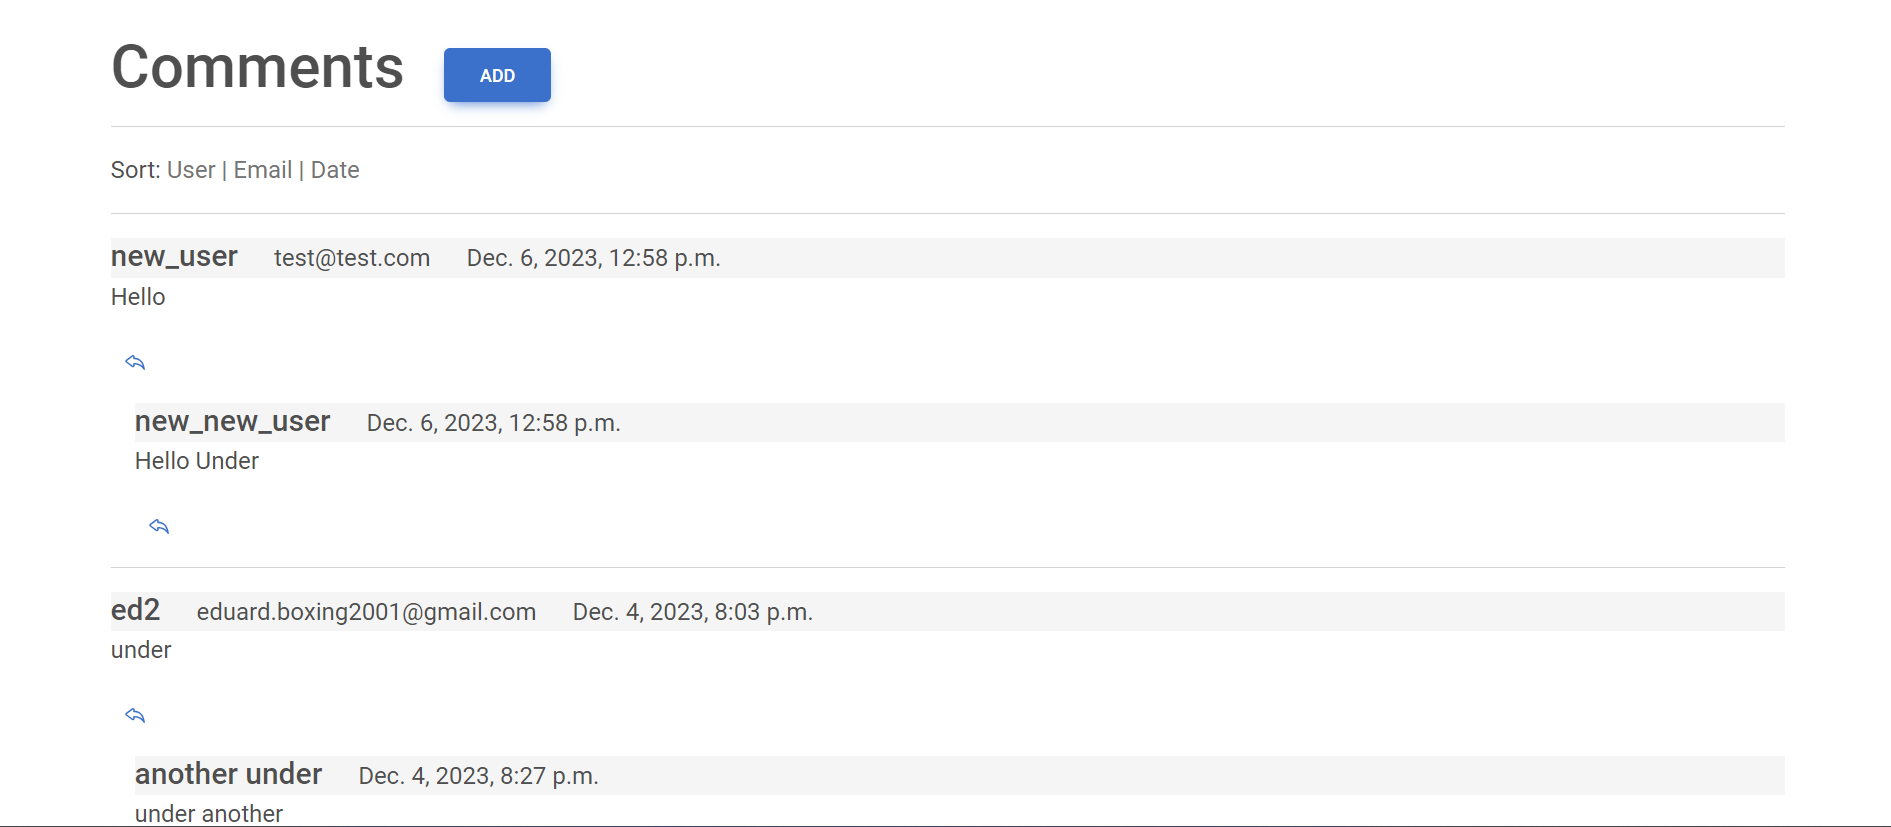 Comments ADD
Sort: User | Email | Date
new_user test@test.com Dec. 6, 2023, 12:58 p.m.
Hello
new_new_user Dec. 6, 2023, 12:58 p.m.
Hello Under
ed2 eduard.boxing2001@gmail.com Dec. 4, 2023, 8:03 p.m.
under
another under Dec. 4, 2023, 8:27 p.m.
under another